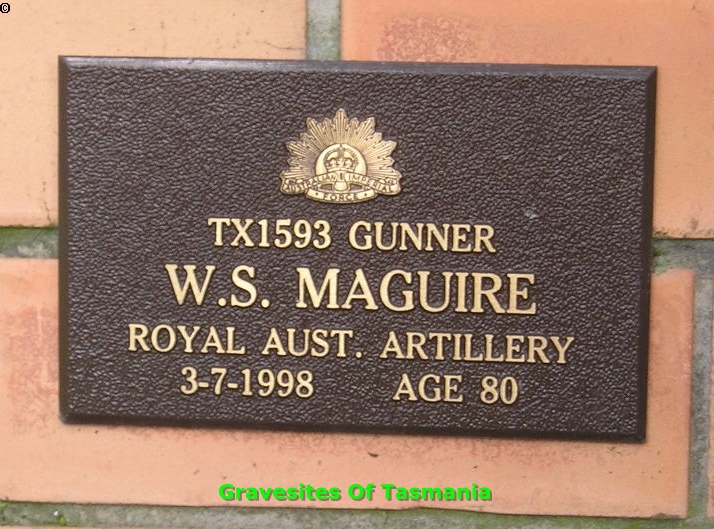 ©
AUSTRALIAN IMPERIAL
FORCE
TX1593 GUNNER
W.S. MAGUIRE
ROYAL AUST. ARTILLERY
3-7-1998 AGE 80
Gravesites Of Tasmania